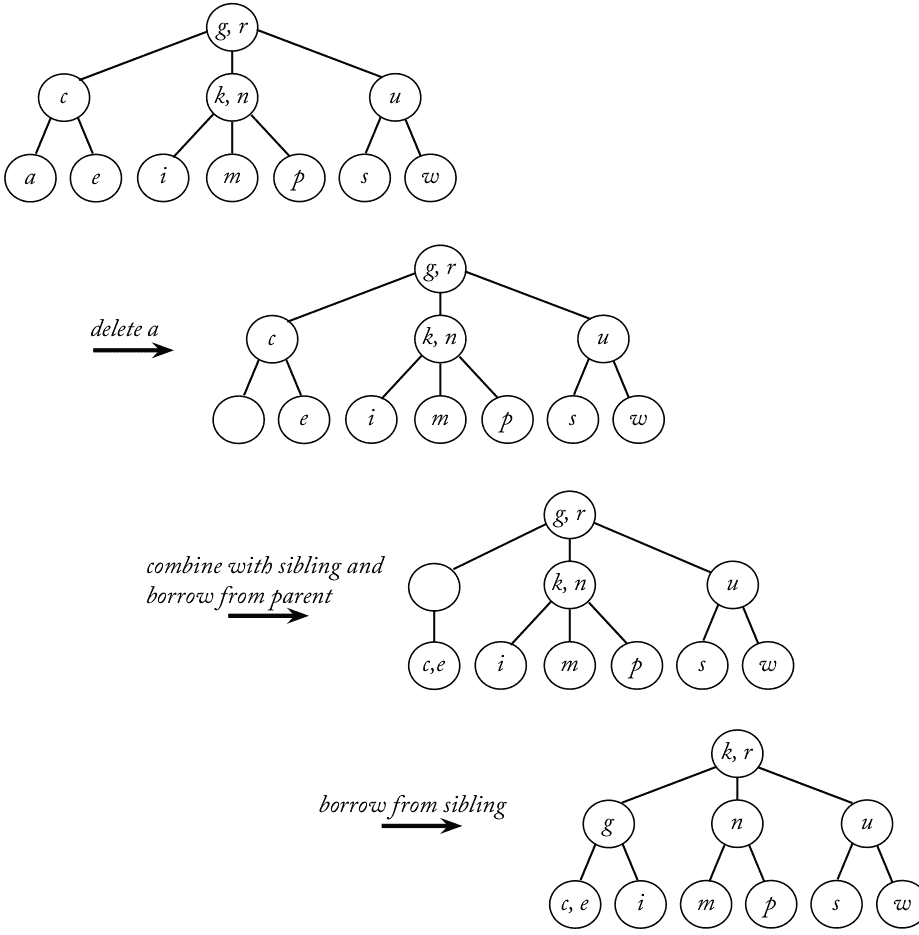 g, r
c k, n u
a e i m p s w
g, r
delete a
c k, n u
e i m p s w
g, r
combine with sibling and
borrow from parent
k, n u
c,e i m p s w
k, r
borrow from sibling
g n u
c, e i m p s w